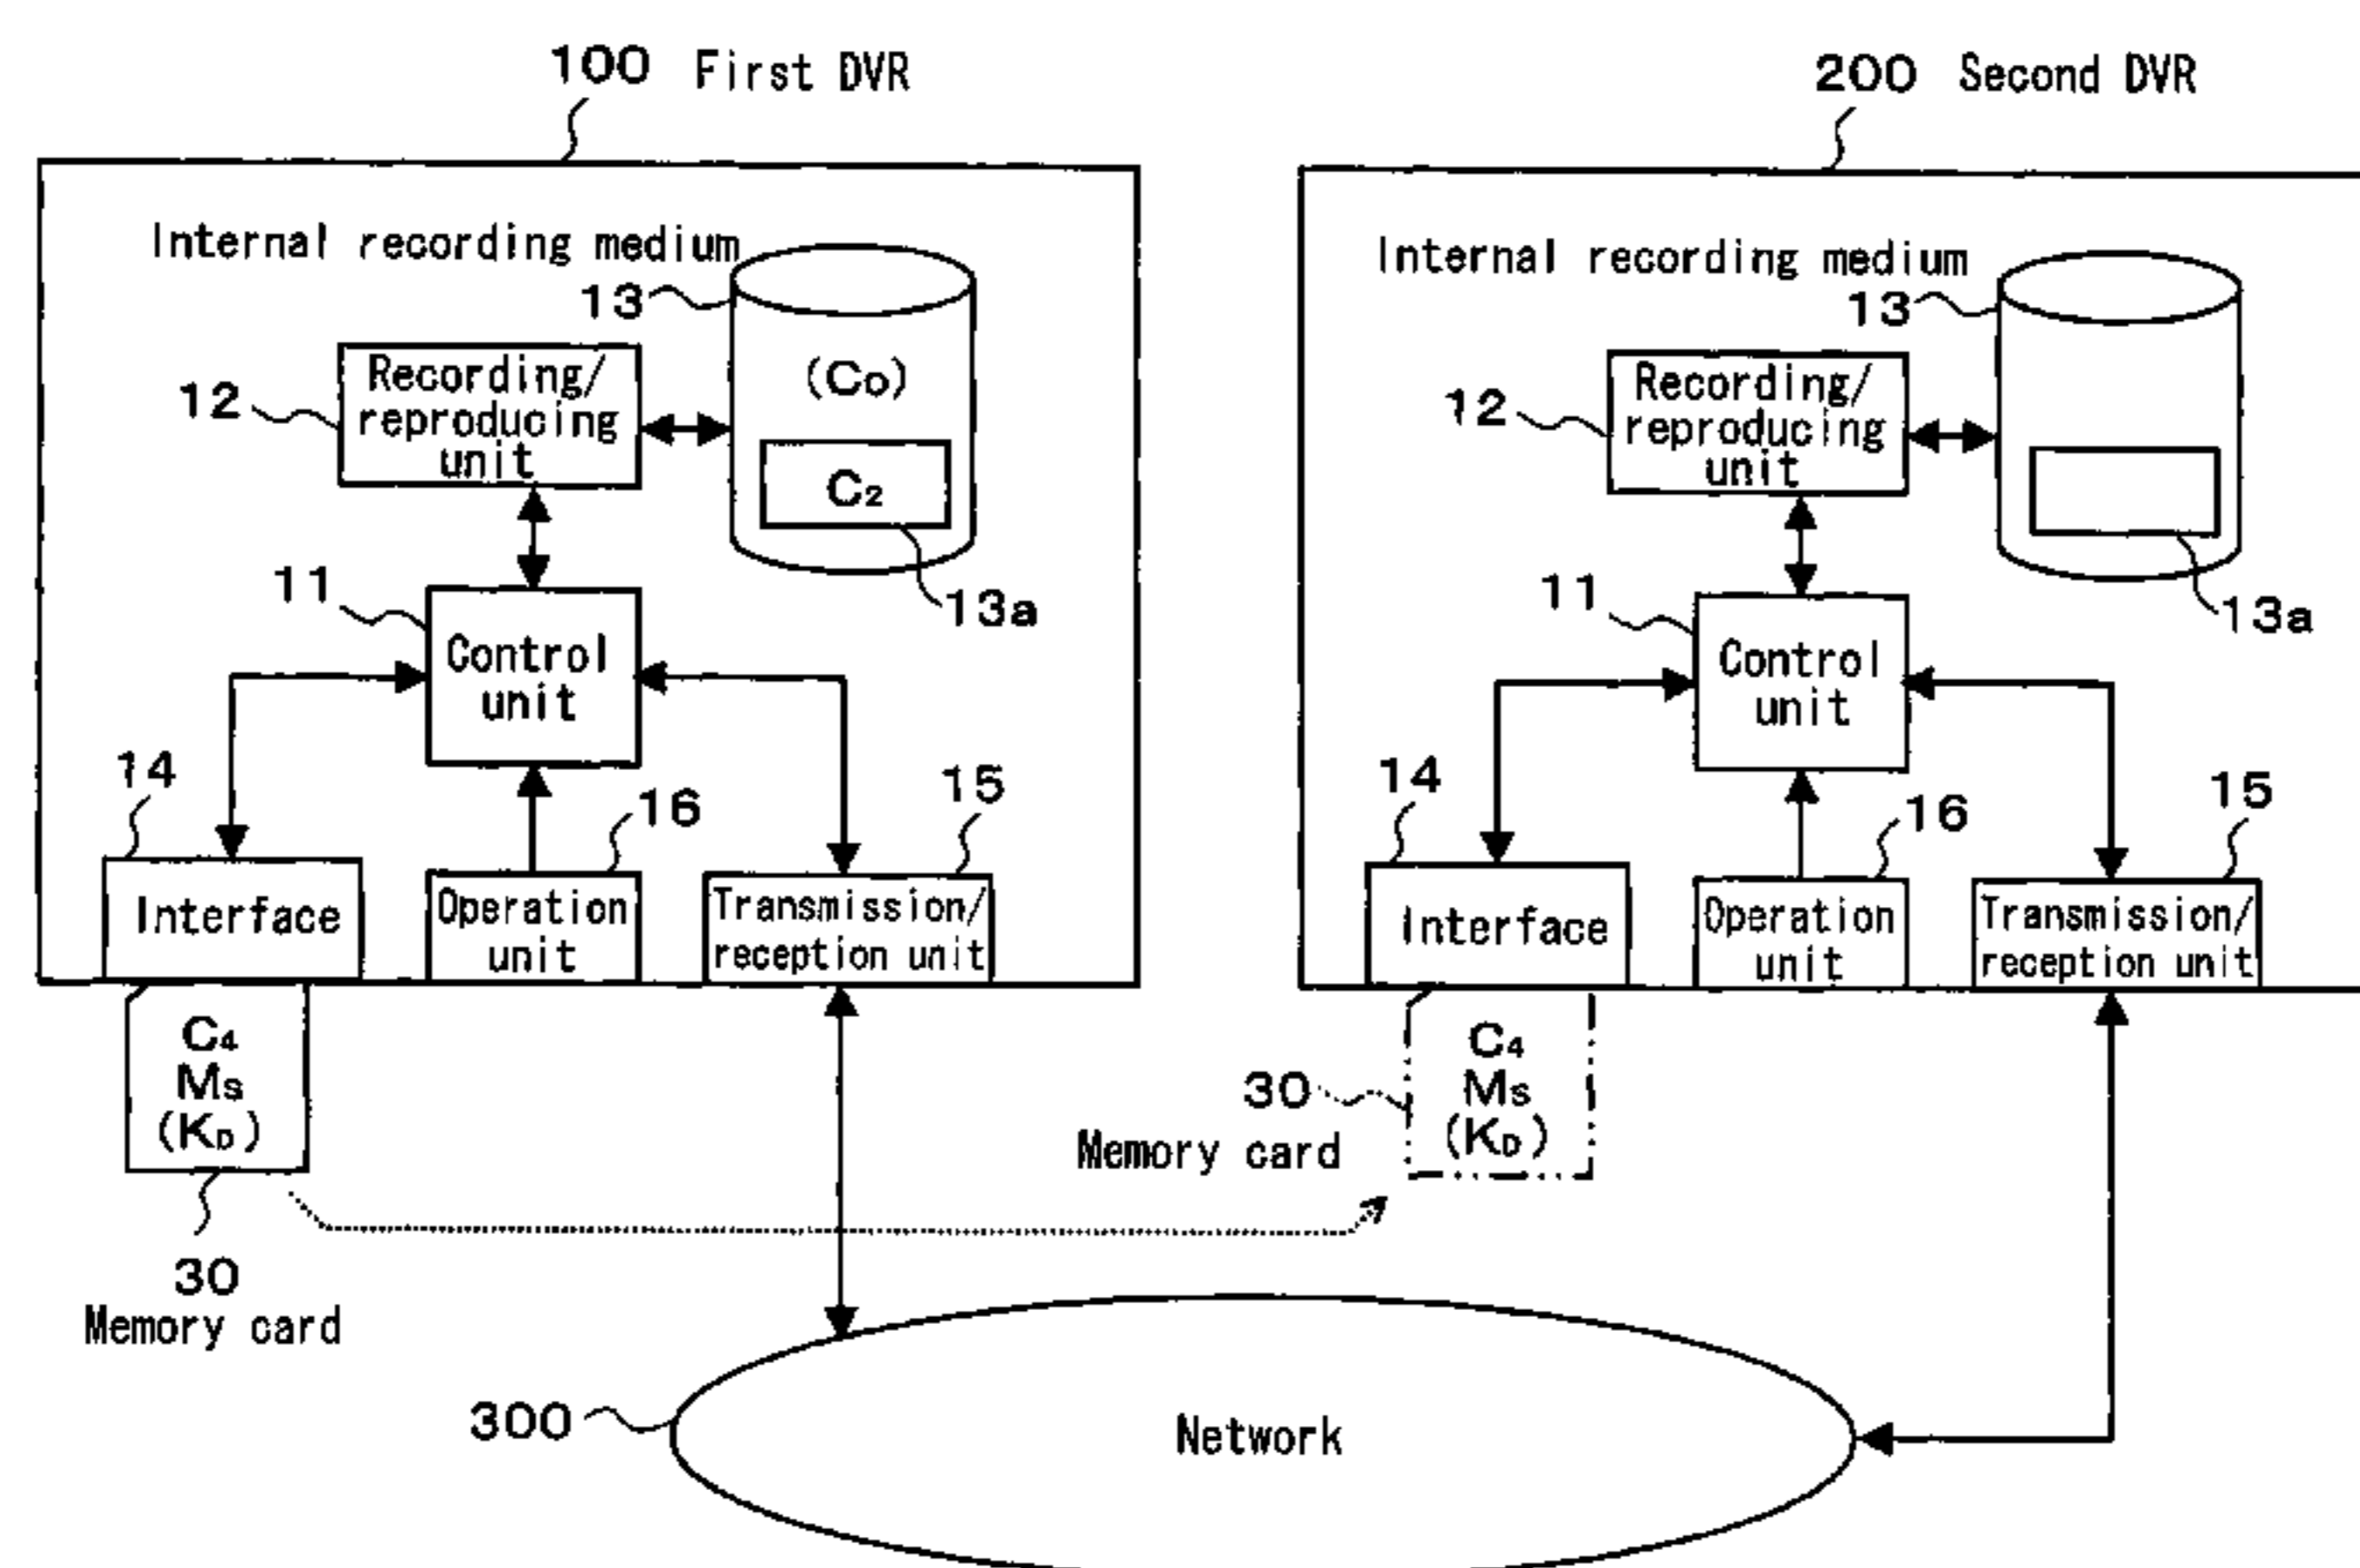 100 First DVR
Internal recording medium
13
(C₀)
Recording/
reproducing
unit
12
C₂
13a
11
Control
unit
14
16
15
Interface
Operation
unit
Transmission/
reception unit
C₄
Ms
(K_D)
30
Memory card
200 Second DVR
Internal recording medium
13
Recording/
reproducing
unit
12
13a
11
Control
unit
14
16
15
Interface
Operation
unit
Transmission/
reception unit
C₄
Ms
(K_D)
30
Memory card
300
Network